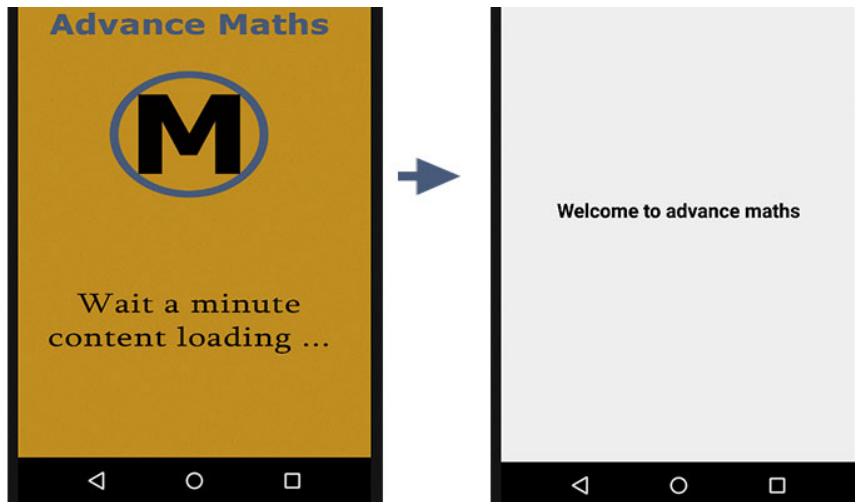 Advance Maths
M
Wait a minute
content loading ...
Welcome to advance maths